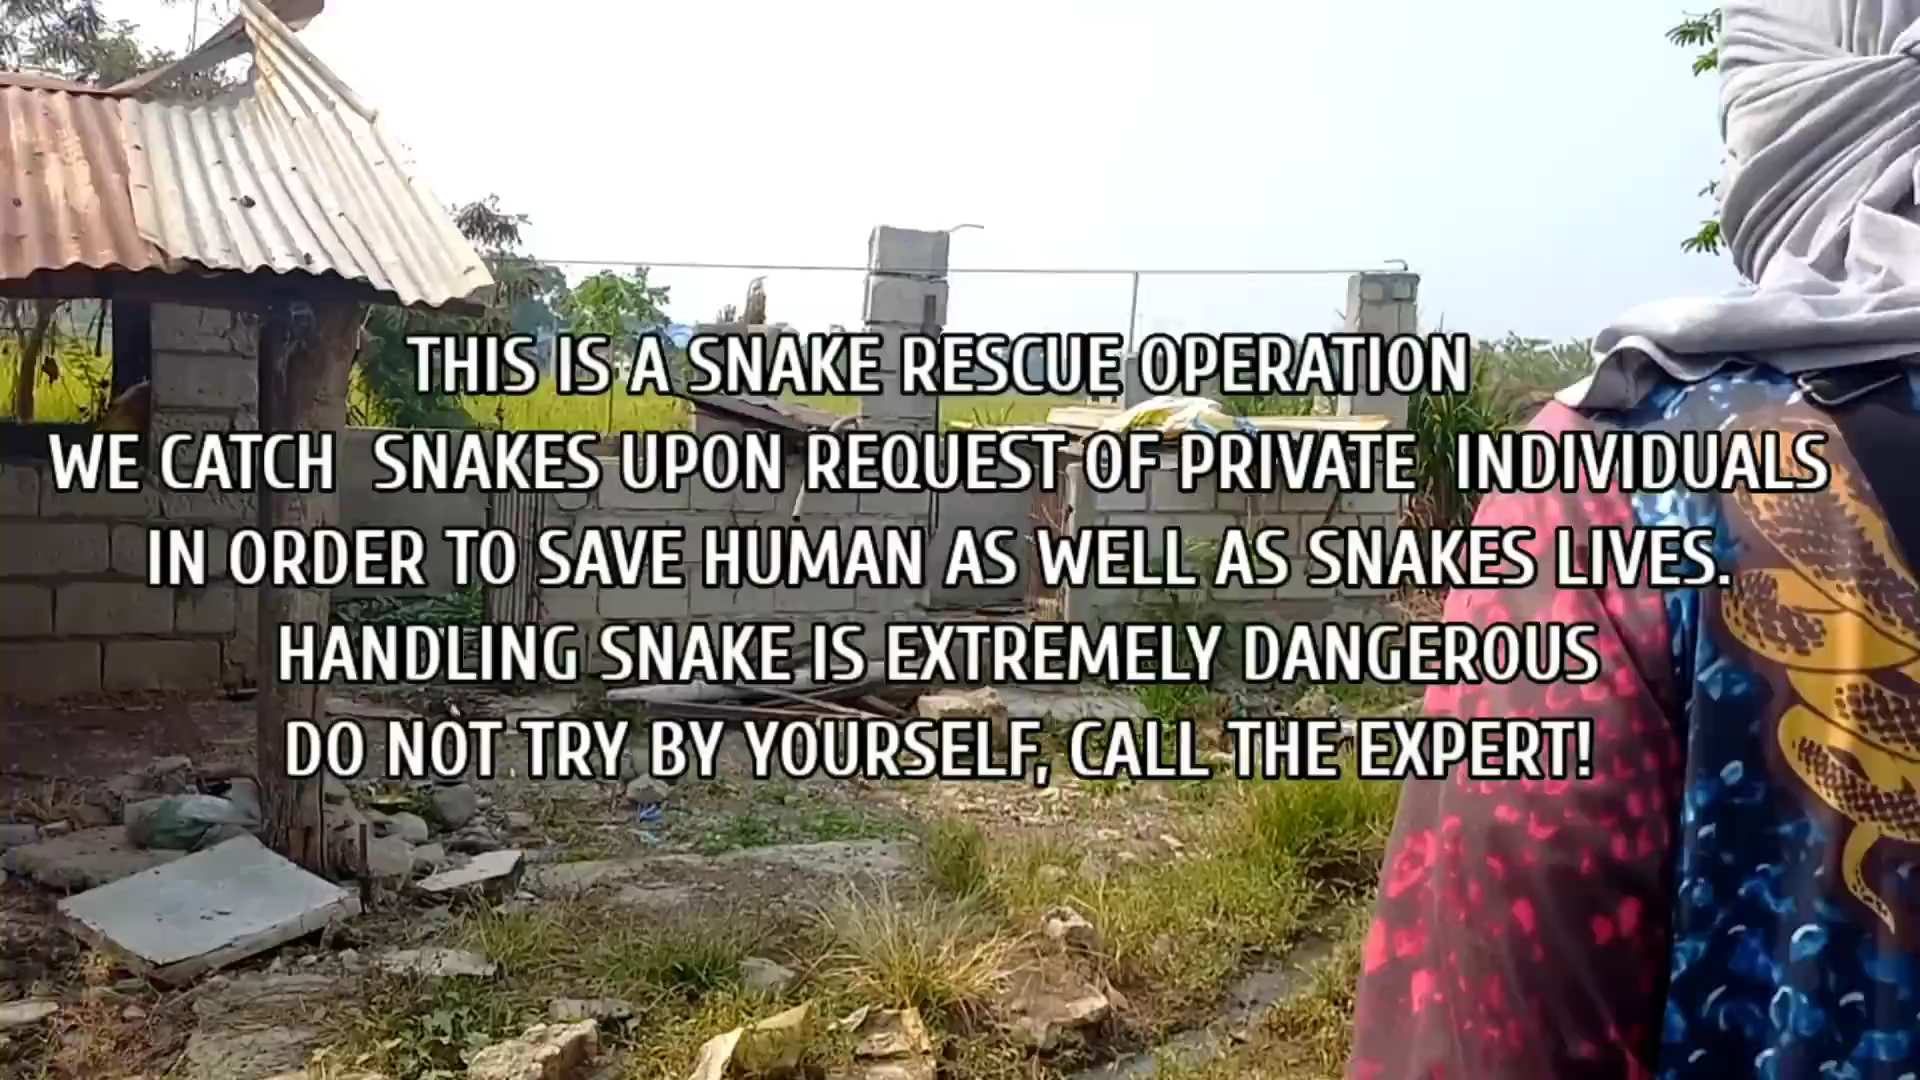 THIS IS A SNAKE RESCUE OPERATION
WE CATCH  SNAKES UPON REQUEST OF PRIVATE  INDIVIDUALS
IN ORDER TO SAVE HUMAN AS WELL AS SNAKES LIVES.
HANDLING SNAKE IS EXTREMELY DANGEROUS
DO NOT TRY BY YOURSELF, CALL THE EXPERT!